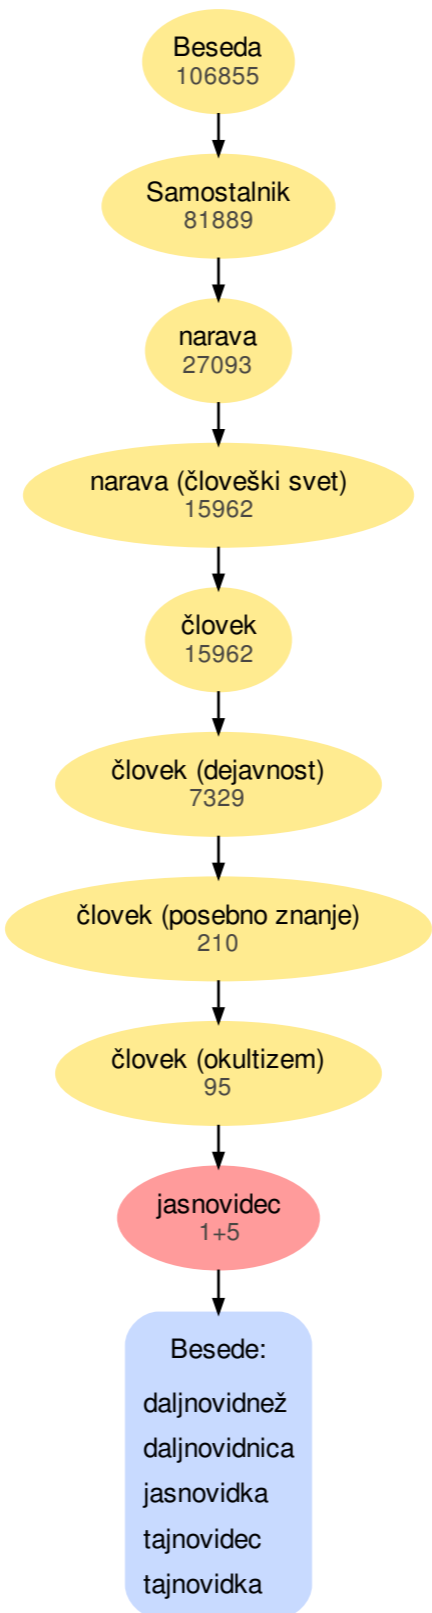 Beseda
106855
Samostalnik
81889
narava
27093
narava (človeški svet)
15962
človek
15962
človek (dejavnost)
7329
človek (posebno znanje)
210
človek (okultizem)
95
jasnovidec
1+5
Besede:
daljnovidnež
daljnovidnica
jasnovidka
tajnovidec
tajnovidka